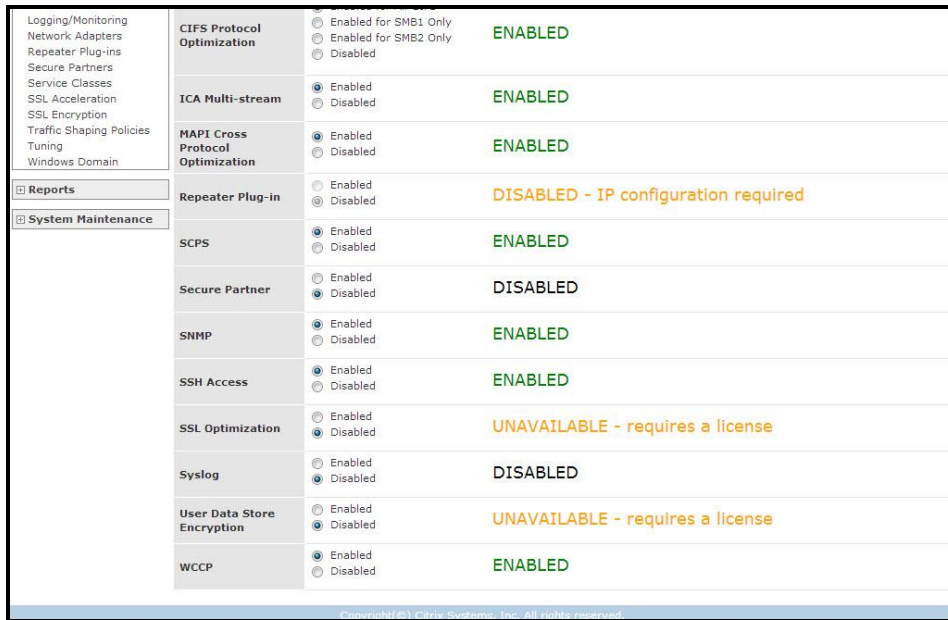 Logging/Monitoring
Network Adapters
Repeater Plug-ins
Secure Partners
Service Classes
SSL Acceleration
SSL Encryption
Traffic Shaping Policies
Tuning
Windows Domain
Reports
System Maintenance
CIFS Protocol
Optimization
Enabled for SMB1 Only
Enabled for SMB2 Only
Disabled
ENABLED
ICA Multi-stream
Enabled
Disabled
ENABLED
MAPI Cross
Protocol
Optimization
Enabled
Disabled
ENABLED
Repeater Plug-in
Enabled
Disabled
DISABLED - IP configuration required
SCPS
Enabled
Disabled
ENABLED
Secure Partner
Enabled
Disabled
DISABLED
SNMP
Enabled
Disabled
ENABLED
SSH Access
Enabled
Disabled
ENABLED
SSL Optimization
Enabled
Disabled
UNAVAILABLE - requires a license
Syslog
Enabled
Disabled
DISABLED
User Data Store
Encryption
Enabled
Disabled
UNAVAILABLE - requires a license
WCCP
Enabled
Disabled
ENABLED
Copyright(©) Citrix Systems, Inc. All rights reserved.